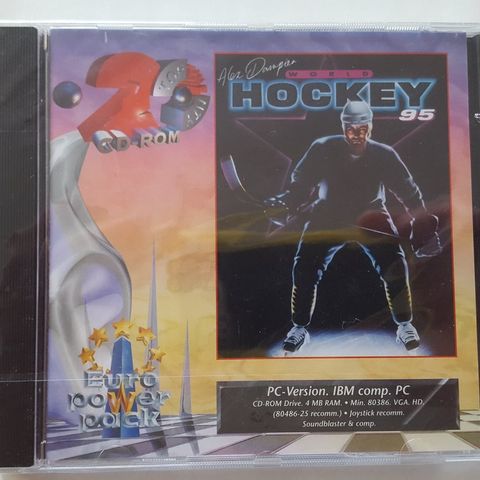 CD-ROM
Alex Dampier
WORLD
HOCKEY
95
Euro
power
pack
PC-Version. IBM comp. PC
CD-ROM Drive. 4 MB RAM. • Min. 80386. VGA. HD.
(80486-25 recomm.) • Joystick recomm.
Soundblaster & comp.